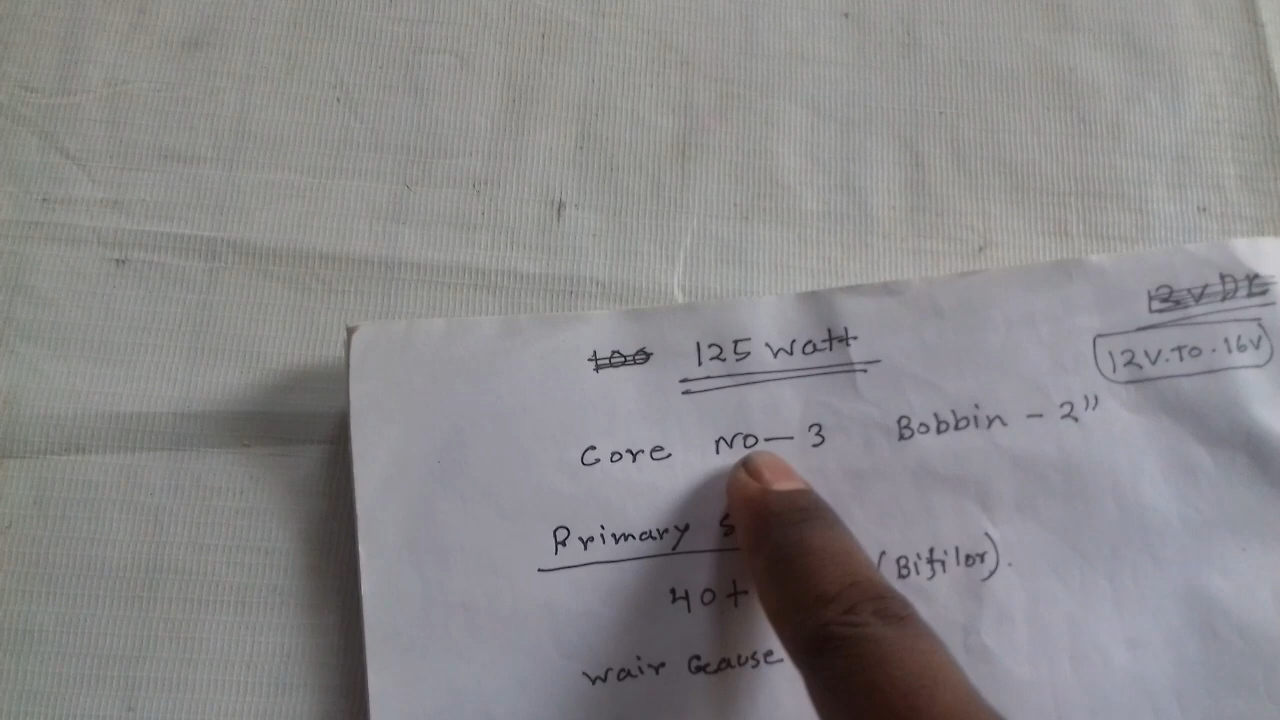 12V DC
100 125 Watt
12V.TO.16V
Core No-3 Bobbin - 2"
Primary
40+ (Bifilor).
Wair Gause